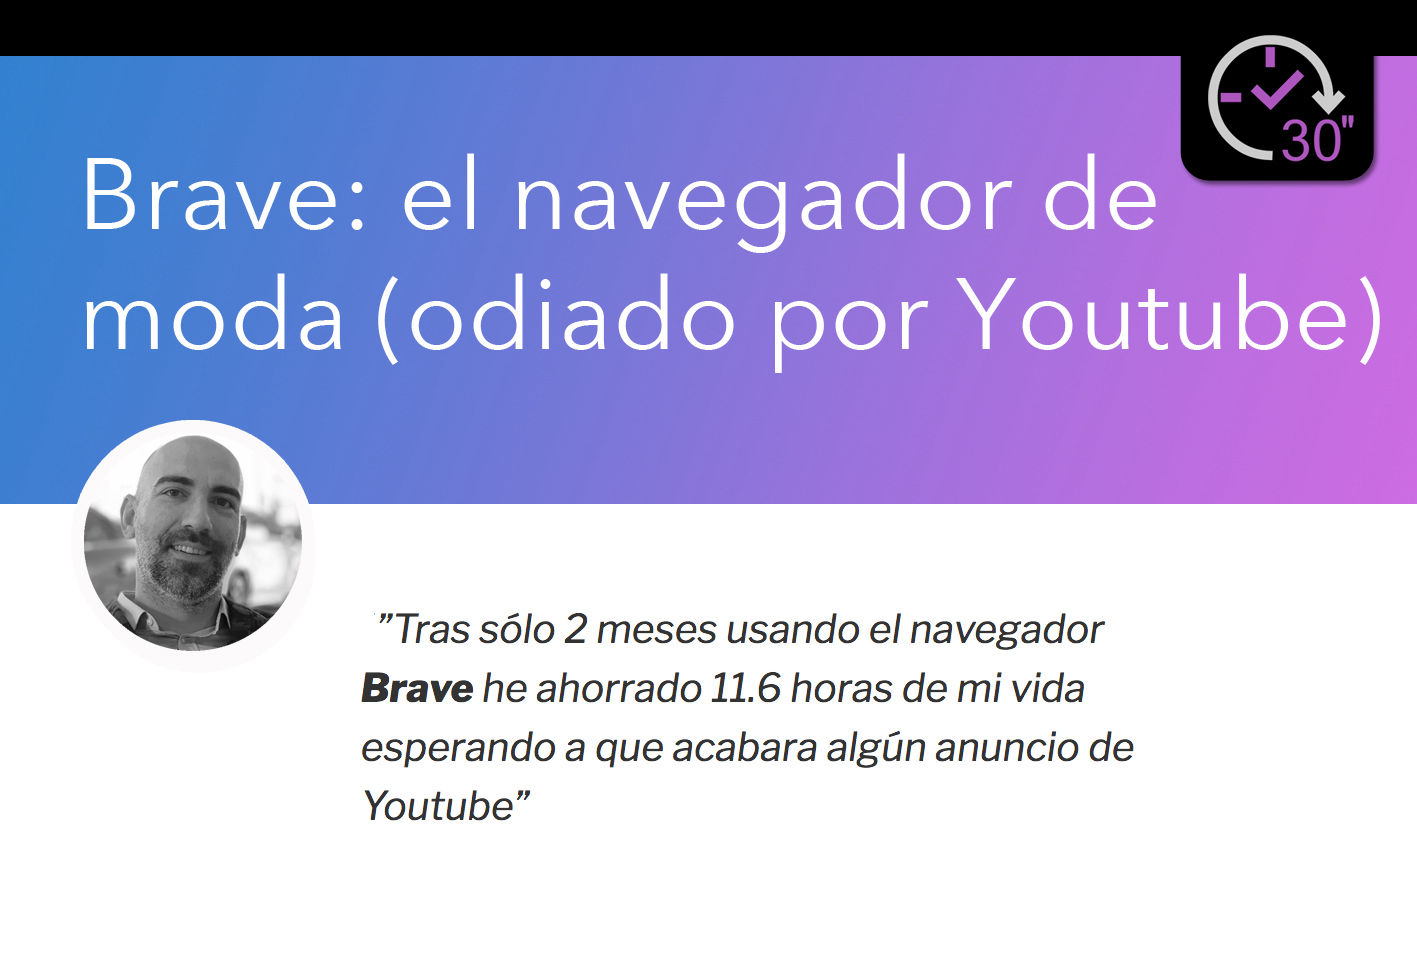 30"
Brave: el navegador de
moda (odiado por Youtube)
”Tras sólo 2 meses usando el navegador
Brave he ahorrado 11.6 horas de mi vida
esperando a que acabara algún anuncio de
Youtube”